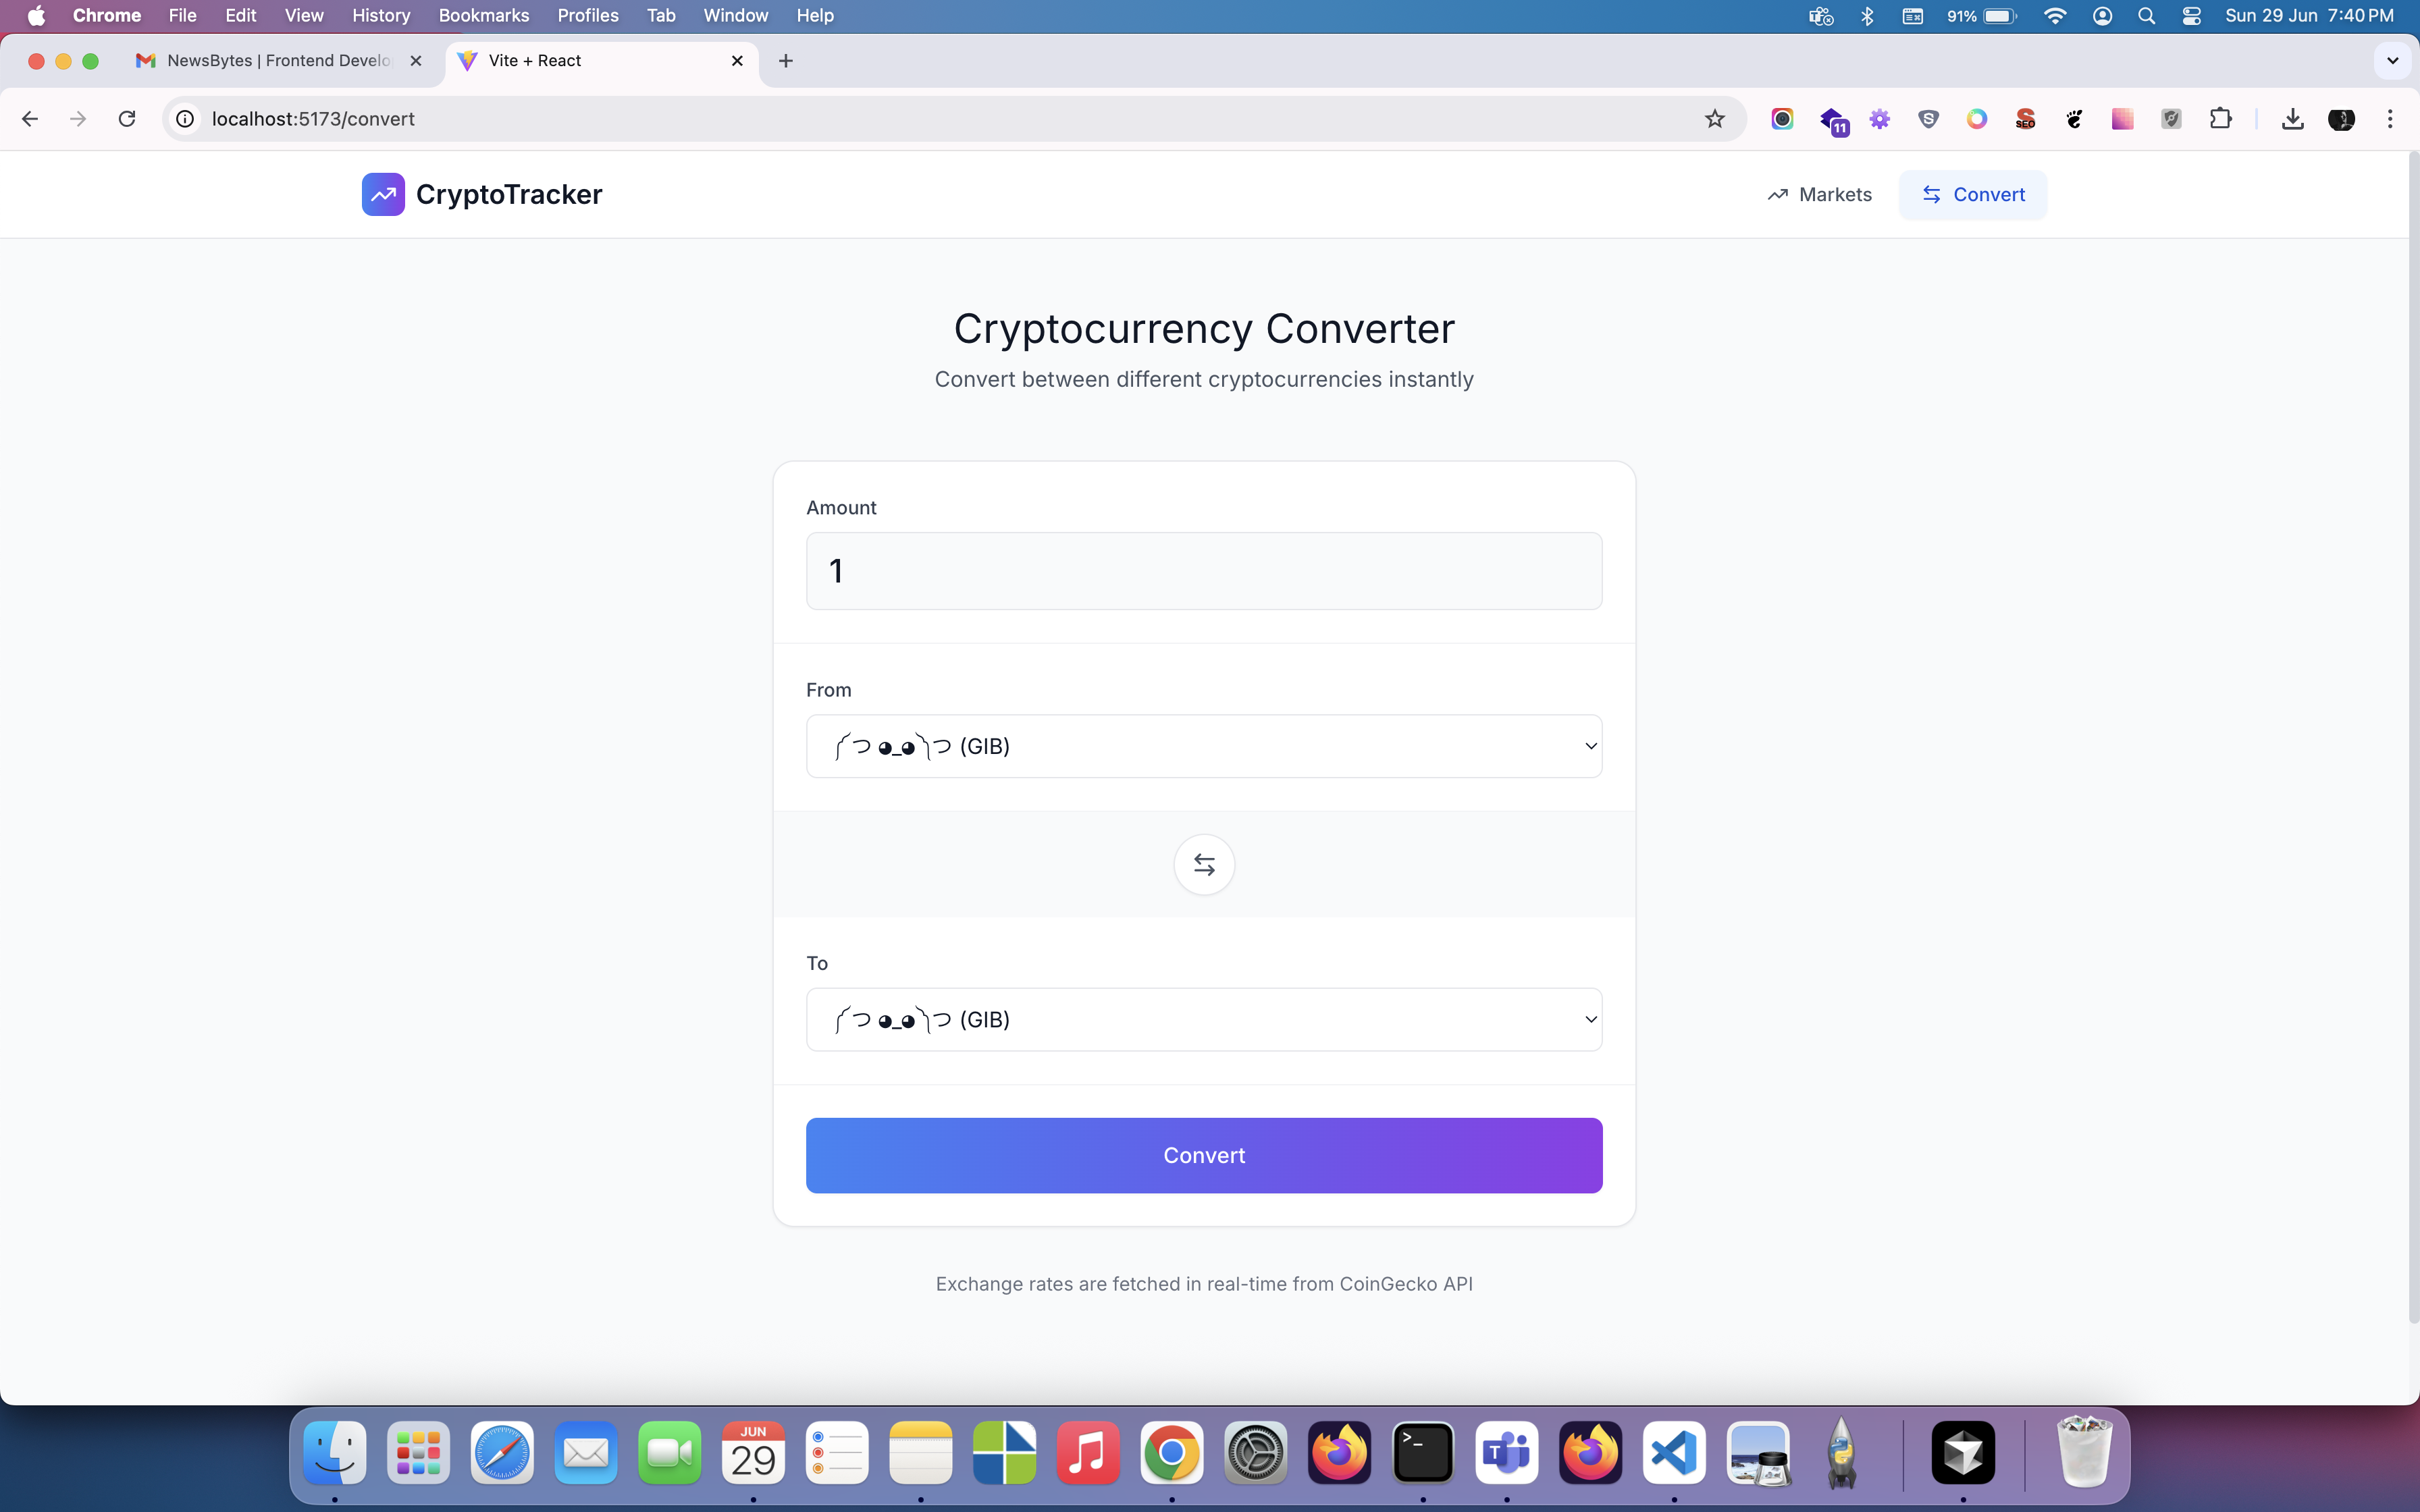 Chrome File Edit View History Bookmarks Profiles Tab Window Help 91% Sun 29 Jun 7:40 PM
NewsBytes | Frontend Develo Vite + React
localhost:5173/convert 11 SEO
CryptoTracker Markets Convert
Cryptocurrency Converter
Convert between different cryptocurrencies instantly
Amount
1
From
༼つ ◕_◕༽つ (GIB)
To
༼つ ◕_◕༽つ (GIB)
Convert
Exchange rates are fetched in real-time from CoinGecko API
JUN
29